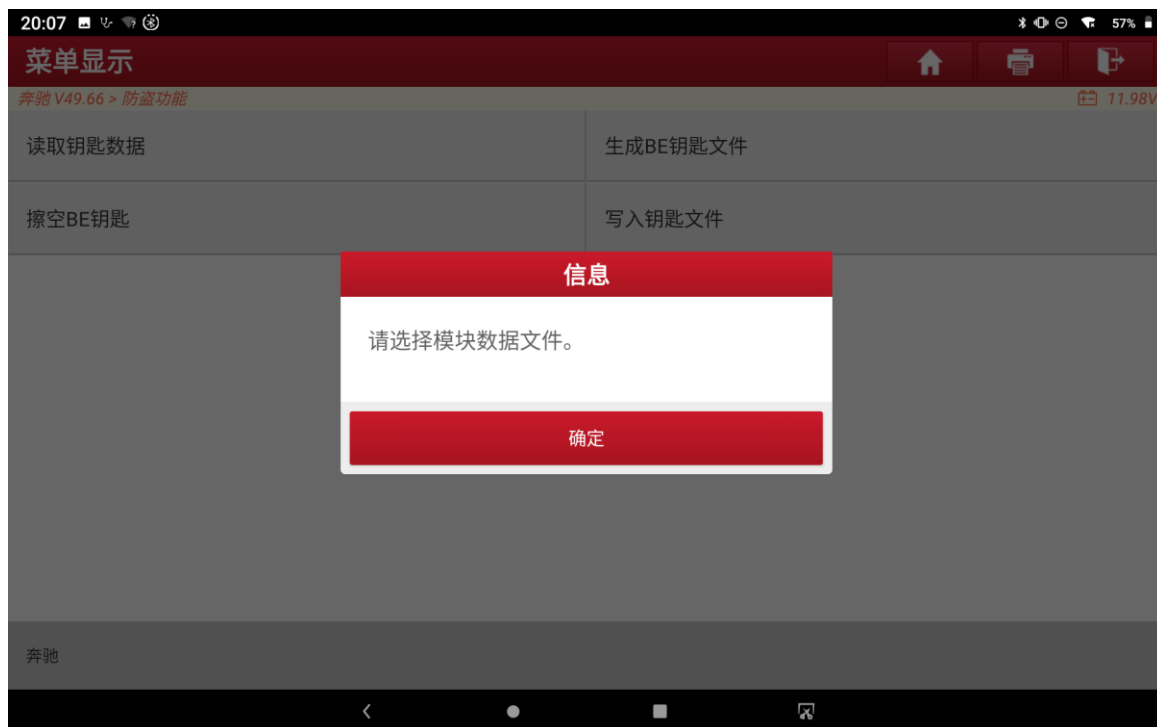 20:07
57%
菜单显示
奔驰 V49.66 > 防盗功能
11.98V
读取钥匙数据
生成BE钥匙文件
擦空BE钥匙
写入钥匙文件
信息
请选择模块数据文件。
确定
奔驰